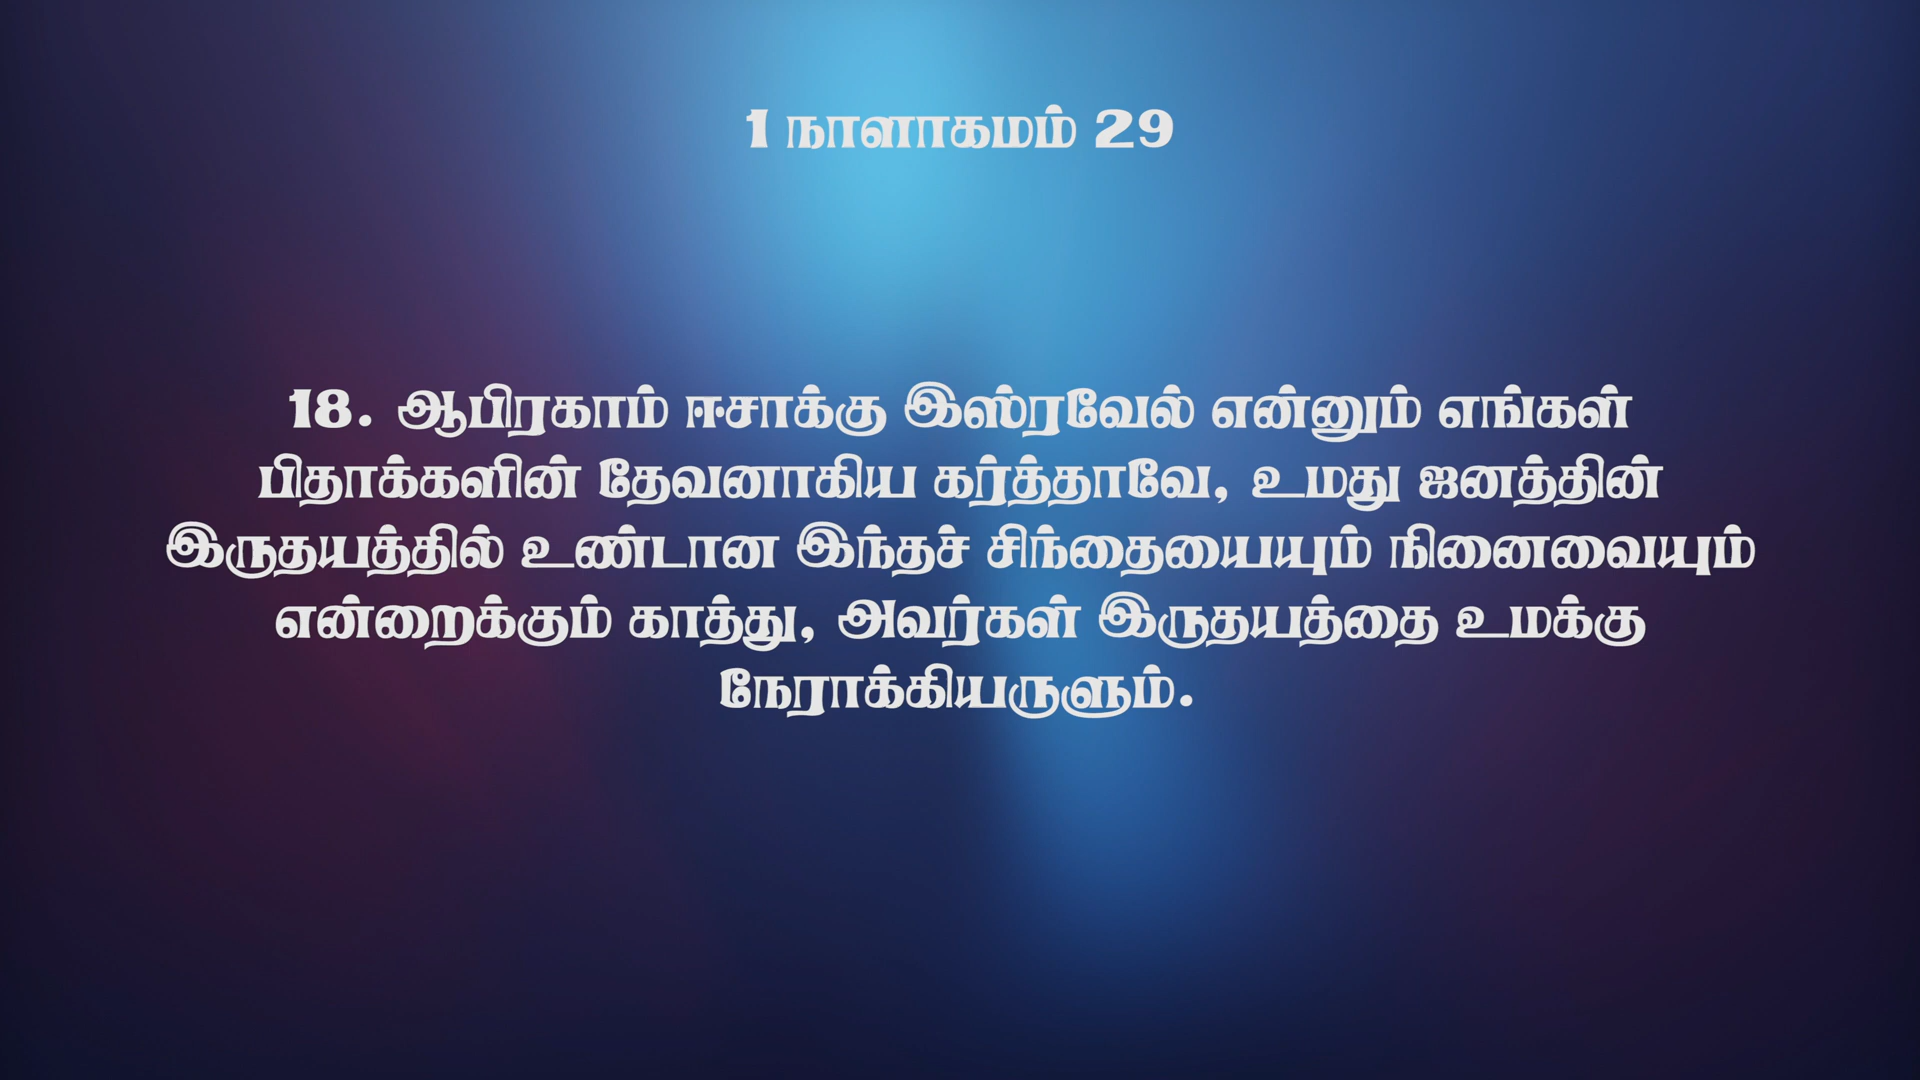 1 நாளாகமம் 29
18. ஆபிரகாம் ஈசாக்கு இஸ்ரவேல் என்னும் எங்கள்
பிதாக்களின் தேவனாகிய கர்த்தாவே, உமது ஜனத்தின்
இருதயத்தில் உண்டான இந்தச் சிந்தையையும் நினைவையும்
என்றைக்கும் காத்து, அவர்கள் இருதயத்தை உமக்கு
நேராக்கியருளும்.